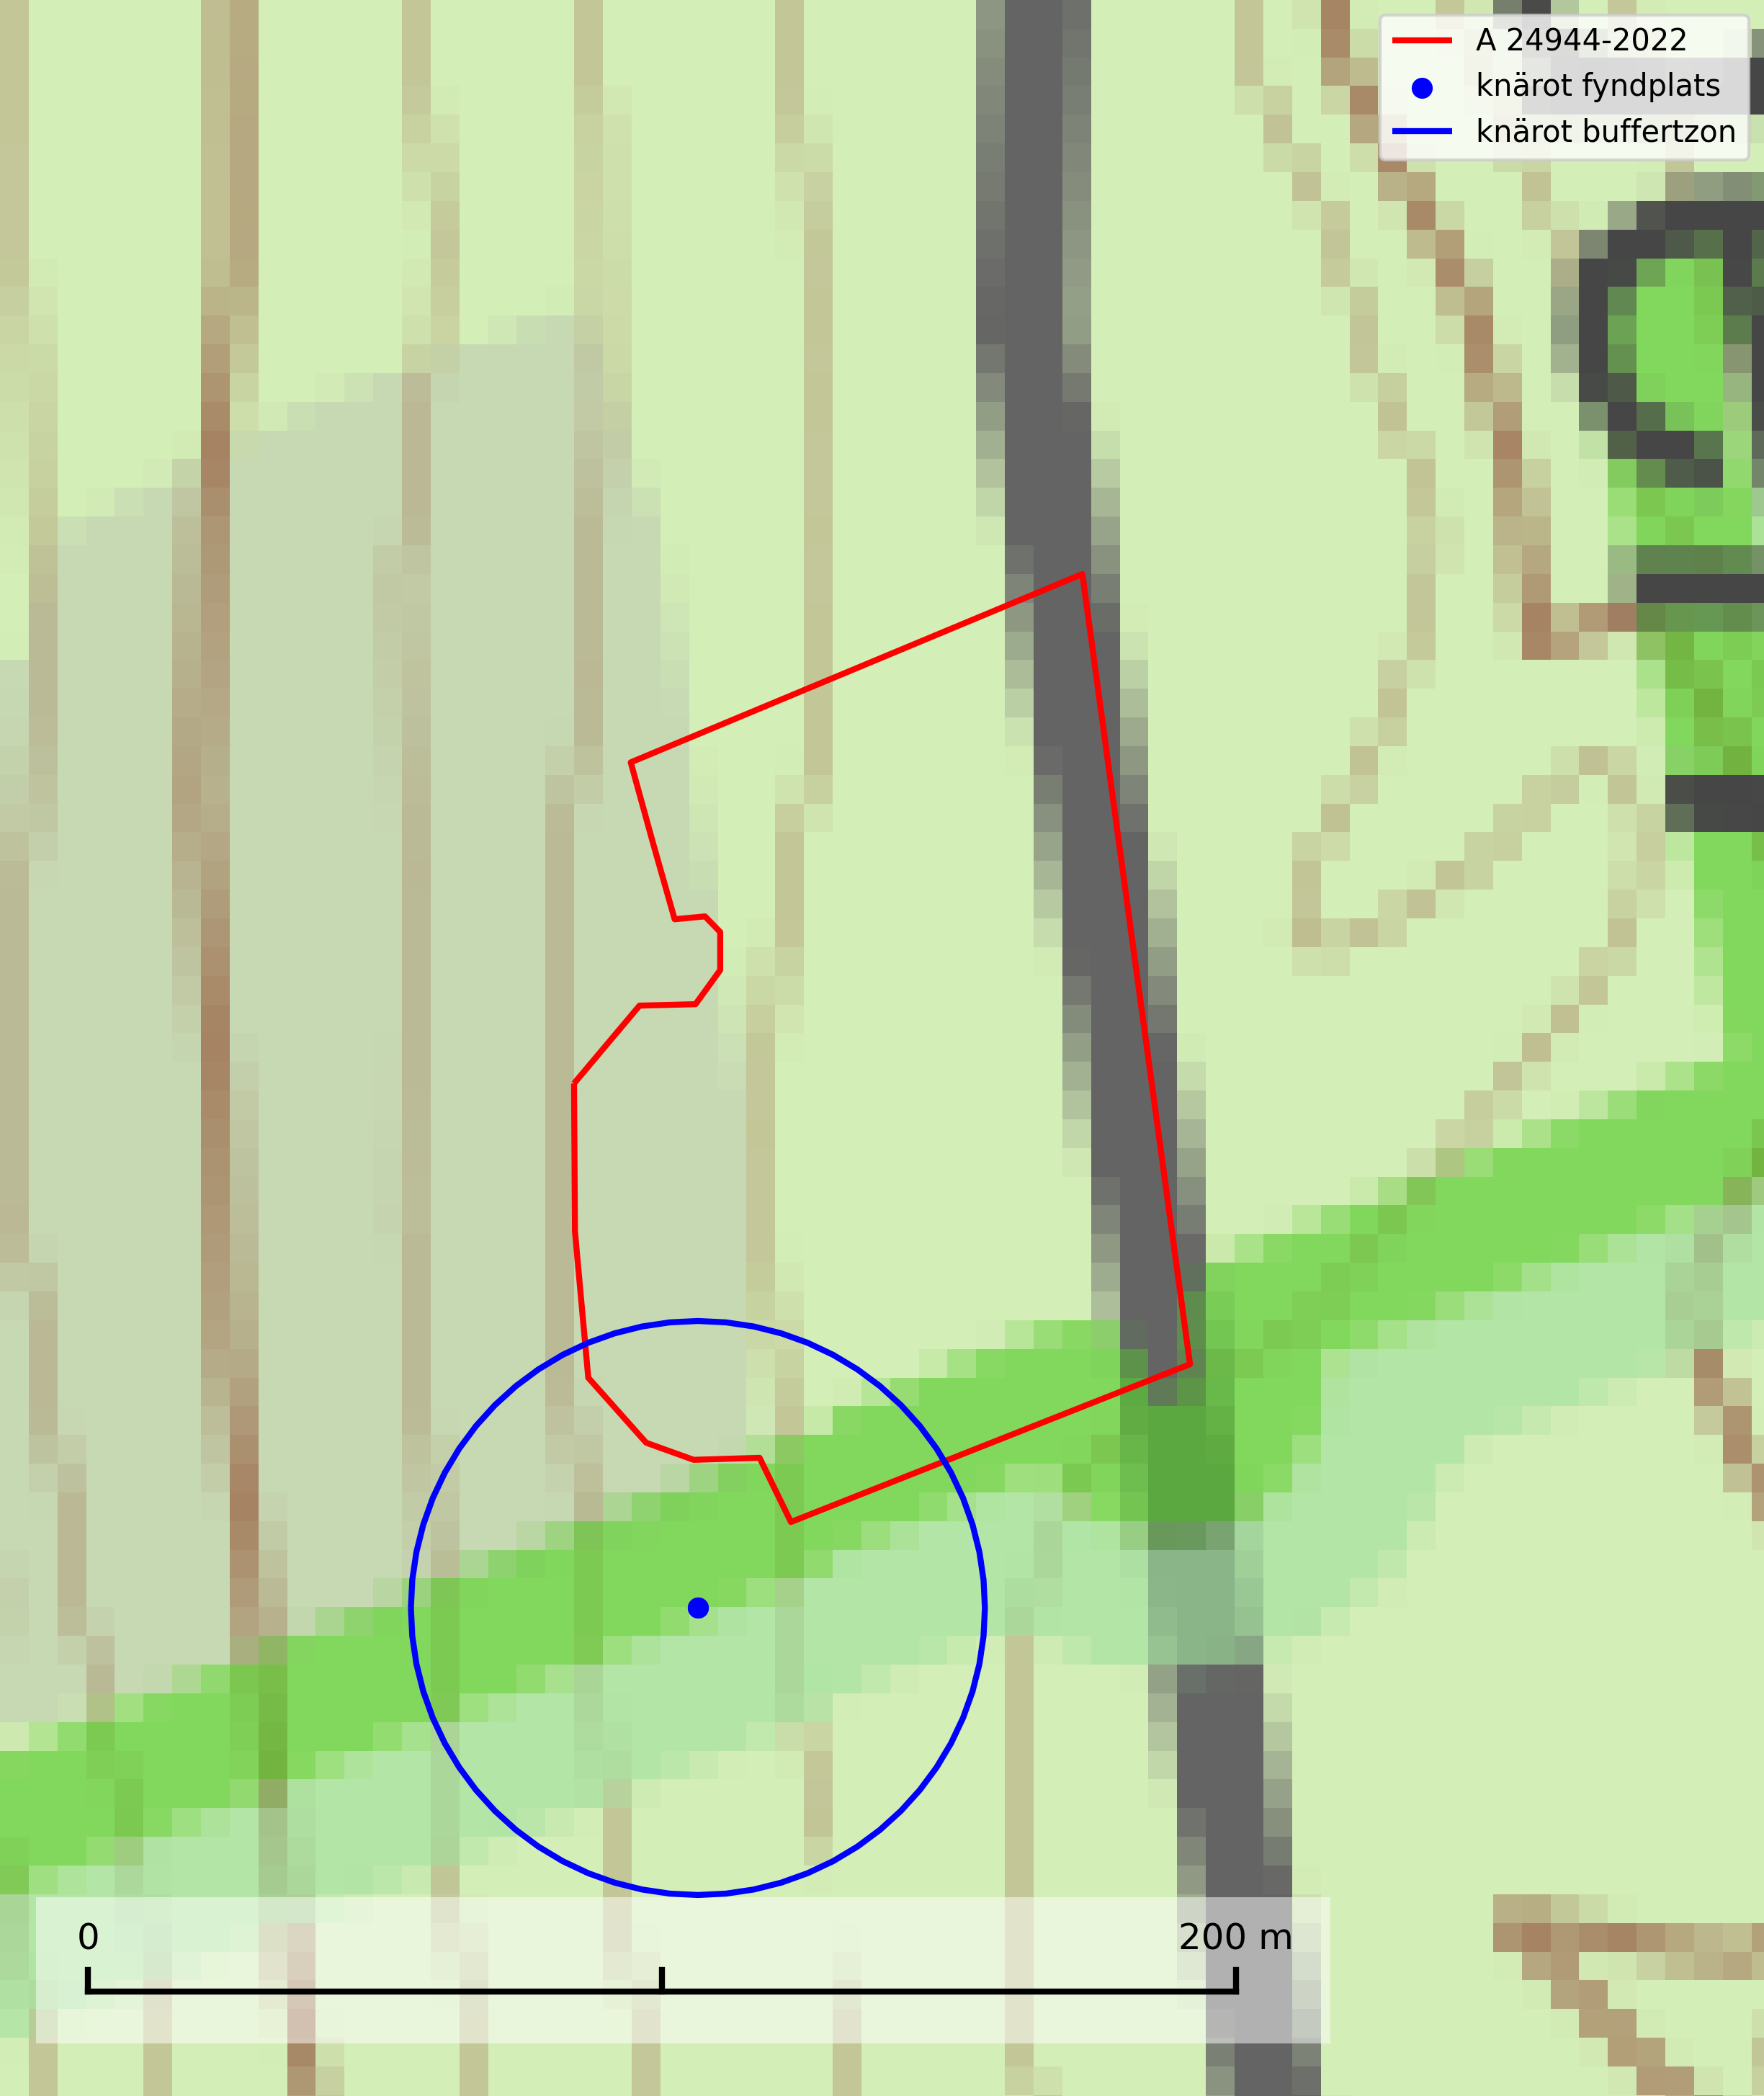 A 24944-2022
knärot fyndplats
knärot buffertzon
0
200 m